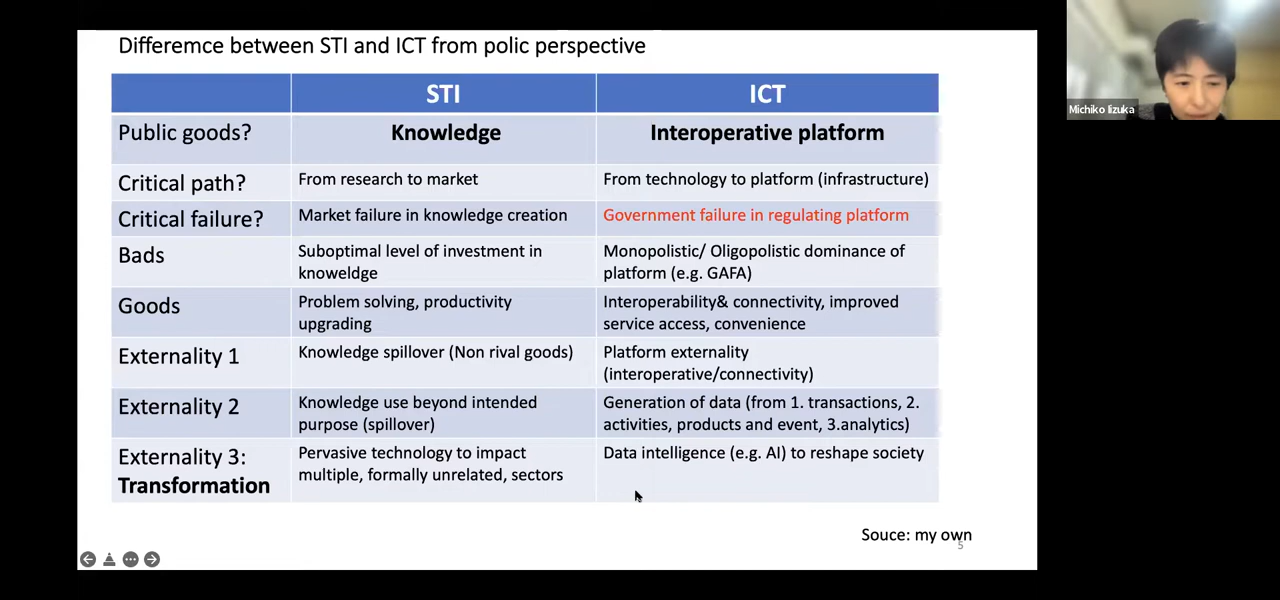 Differemce between STI and ICT from polic perspective
STI
ICT
Public goods?
Knowledge
Interoperative platform
Critical path?
From research to market
From technology to platform (infrastructure)
Critical failure?
Market failure in knowledge creation
Government failure in regulating platform
Bads
Suboptimal level of investment in
knoweldge
Monopolistic/ Oligopolistic dominance of
platform (e.g. GAFA)
Goods
Problem solving, productivity
upgrading
Interoperability& connectivity, improved
service access, convenience
Externality 1
Knowledge spillover (Non rival goods)
Platform externality
(interoperative/connectivity)
Externality 2
Knowledge use beyond intended
purpose (spillover)
Generation of data (from 1. transactions, 2.
activities, products and event, 3.analytics)
Externality 3:
Transformation
Pervasive technology to impact
multiple, formally unrelated, sectors
Data intelligence (e.g. AI) to reshape society
Souce: my own
5
Michiko Iizuka